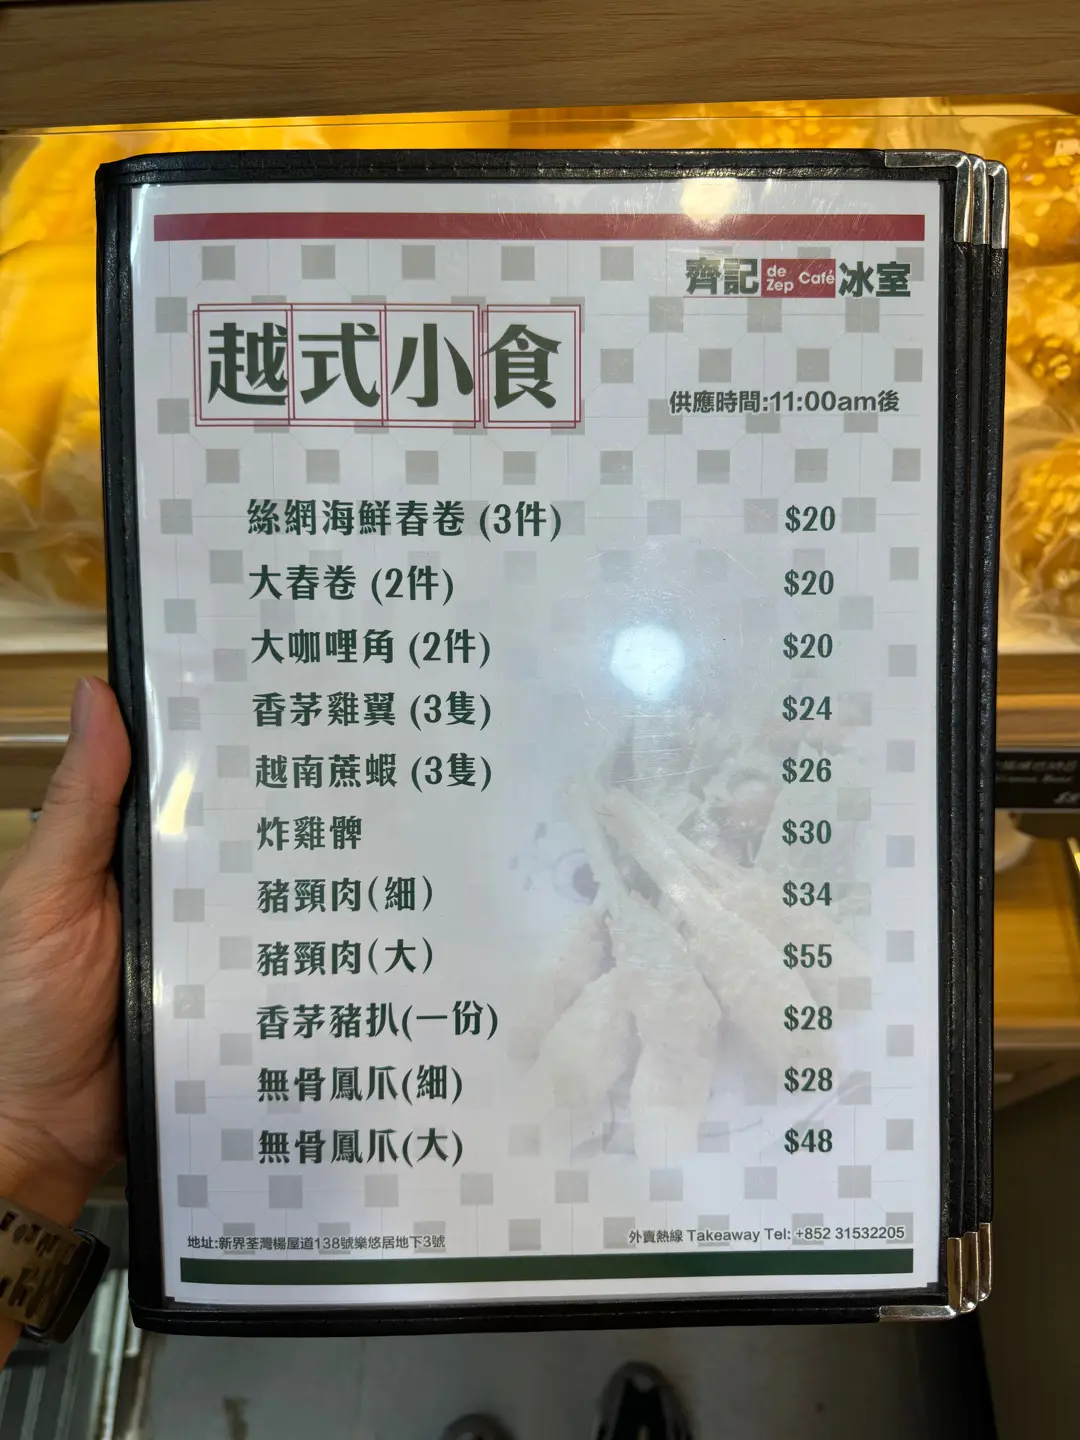 齊記 de Zep Café 冰室
越式小食
供應時間:11:00am後
絲網海鮮春卷 (3件) $20
大春卷 (2件) $20
大咖哩角 (2件) $20
香茅雞翼 (3隻) $24
越南蔗蝦 (3隻) $26
炸雞髀 $30
豬頸肉(細) $34
豬頸肉(大) $55
香茅豬扒(一份) $28
無骨鳳爪(細) $28
無骨鳳爪(大) $48
地址:新界荃灣楊屋道138號樂悠居地下3號
外賣熱線 Takeaway Tel: +852 31532205